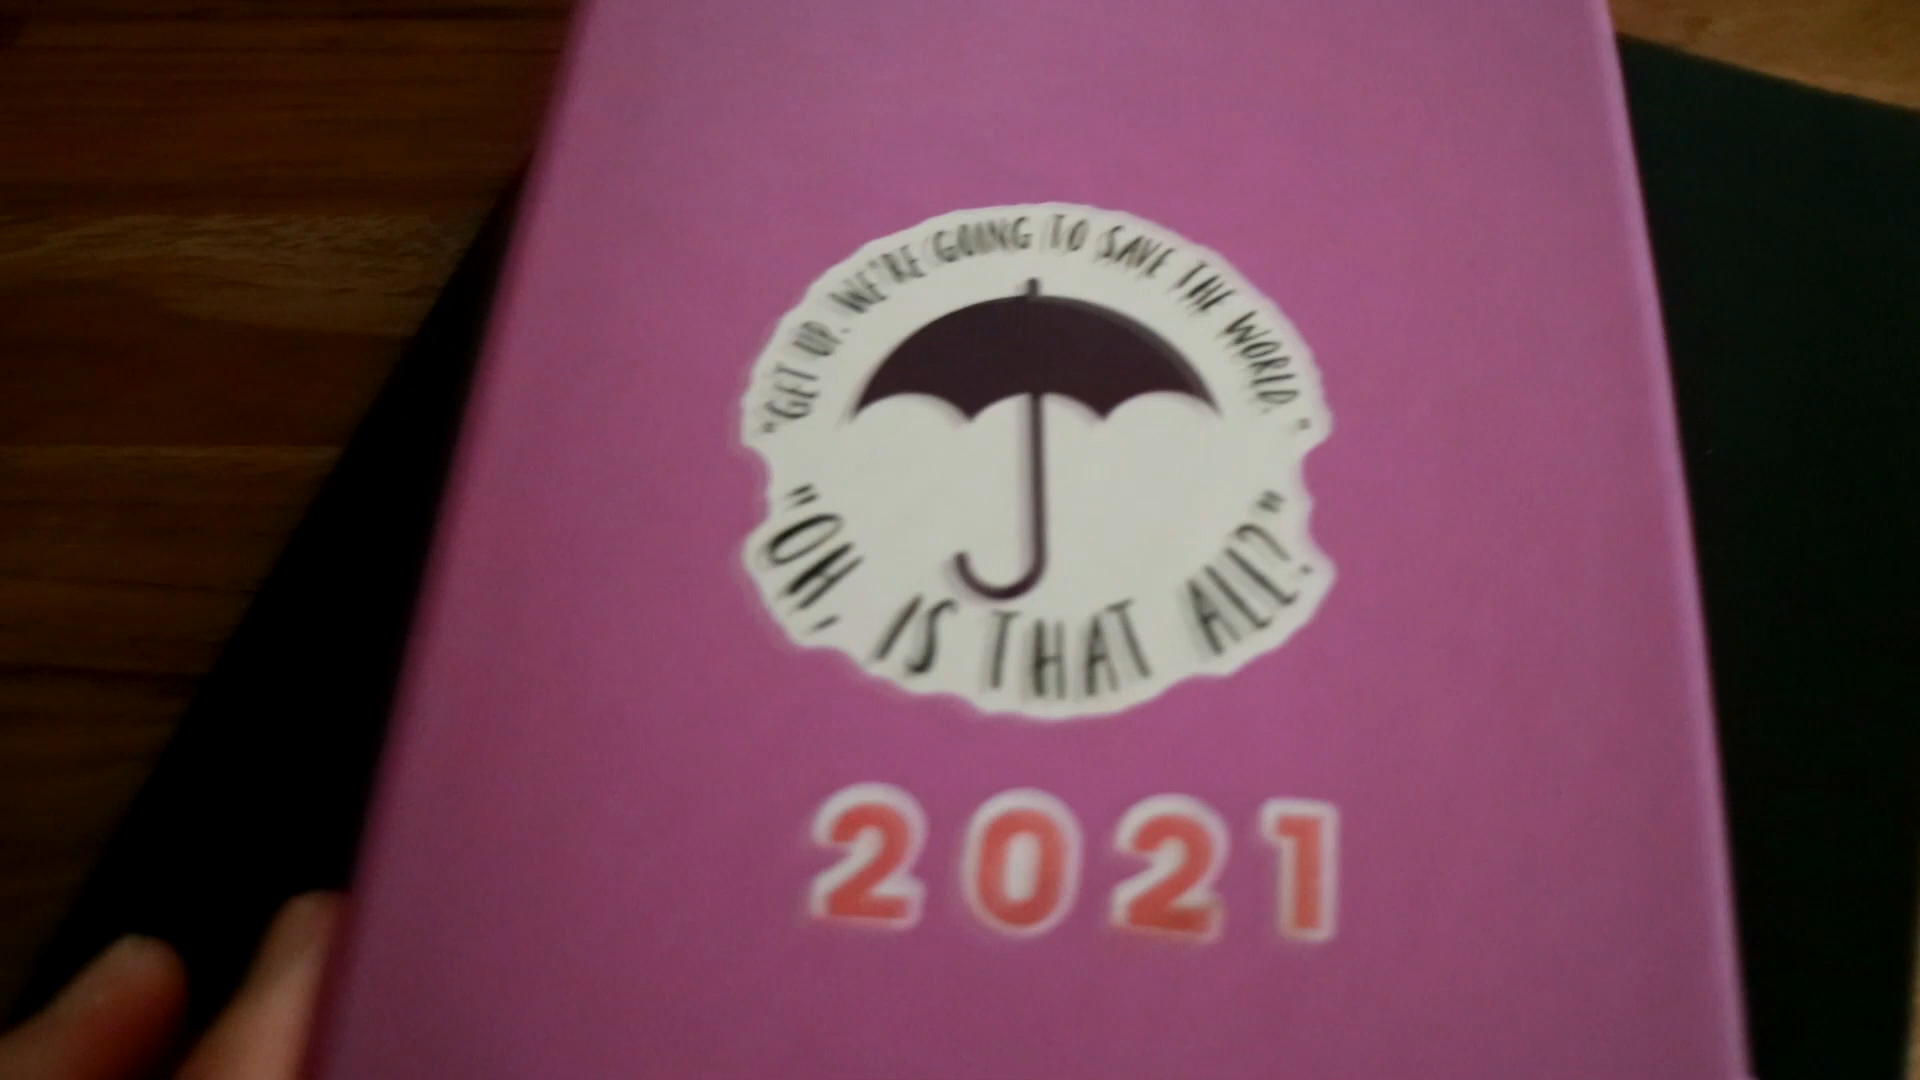 "GET UP. WE'RE GOING TO SAVE THE WORLD."
"OH, IS THAT ALL?"
2021